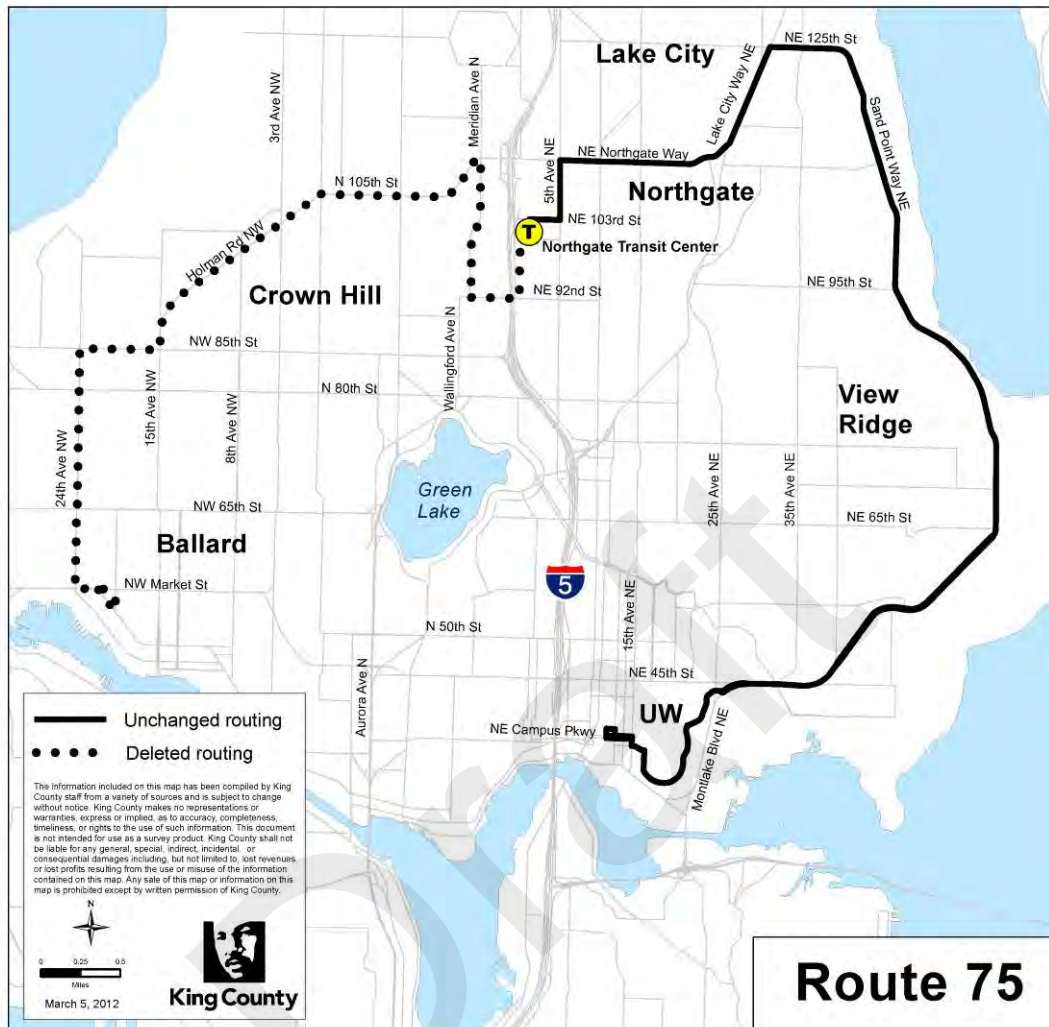 Lake City
NE 125th St
Lake City Way NE
Meridian Ave N
3rd Ave NW
Sand Point Way NE
5th Ave NE
NE Northgate Way
N 105th St
Northgate
NE 103rd St
T
Northgate Transit Center
Holman Rd NW
Crown Hill
NE 92nd St
NE 95th St
Wallingford Ave N
NW 85th St
N 80th St
View
Ridge
15th Ave NW
8th Ave NW
24th Ave NW
25th Ave NE
35th Ave NE
Green
Lake
NW 65th St
NE 65th St
Ballard
NW Market St
5
15th Ave NE
N 50th St
NE 45th St
Aurora Ave N
UW
NE Campus Pkwy
Montlake Blvd NE
Draft
Unchanged routing
Deleted routing
The information included on this map has been compiled by King
County staff from a variety of sources and is subject to change
without notice. King County makes no representations or
warranties, express or implied, as to accuracy, completeness,
timeliness, or rights to the use of such information. This document
is not intended for use as a survey product. King County shall not
be liable for any general, special, indirect, incidental, or
consequential damages including, but not limited to, lost revenues
or lost profits resulting from the use or misuse of the information
contained on this map. Any sale of this map or information on this
map is prohibited except by written permission of King County.
N
0 0.25 0.5
Miles
March 5, 2012
King County
Route 75